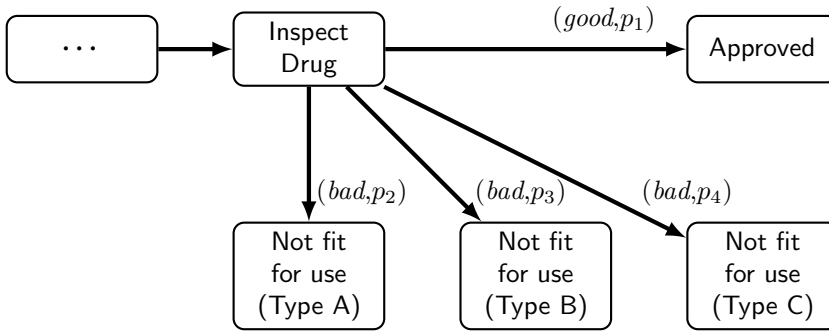 ···
Inspect
Drug
(good,p₁)
Approved
(bad,p₂)
(bad,p₃)
(bad,p₄)
Not fit
for use
(Type A)
Not fit
for use
(Type B)
Not fit
for use
(Type C)